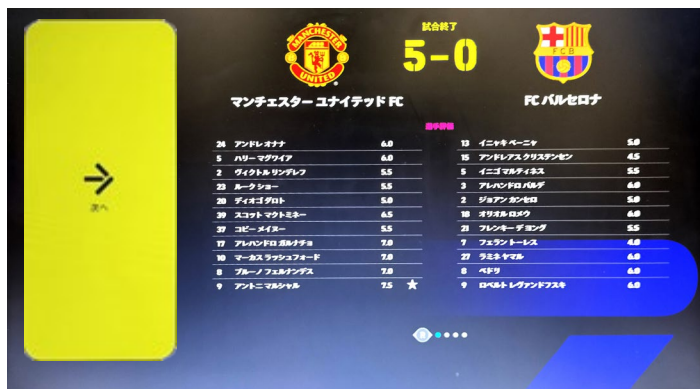 試合終了
5-0
MANCHESTER
UNITED
FCB
マンチェスター ユナイテッド FC
FC バルセロナ
選手評価
24 アンドレ オナナ 6.0
13 イニャキ ペーニャ 5.0
5 ハリー マグワイア 6.0
15 アンドレアス クリステンセン 4.5
2 ヴィクトル リンデレフ 5.5
5 イニゴ マルティネス 5.5
23 ルーク ショー 5.5
3 アレハンドロ バルデ 6.0
20 ディオゴ ダロト 5.0
2 ジョアン カンセロ 5.0
39 スコット マクトミネー 6.5
18 オリオル ロメウ 6.0
37 コビー メイヌー 5.5
21 フレンキー デ ヨング 5.5
17 アレハンドロ ガルナチョ 7.0
7 フェラン トーレス 4.0
10 マーカス ラッシュフォード 7.0
27 ラミネ ヤマル 6.0
8 ブルーノ フェルナンデス 7.0
8 ペドリ 6.0
9 アントニ マルシャル 7.5
9 ロベルト レヴァンドフスキ 6.0
次へ